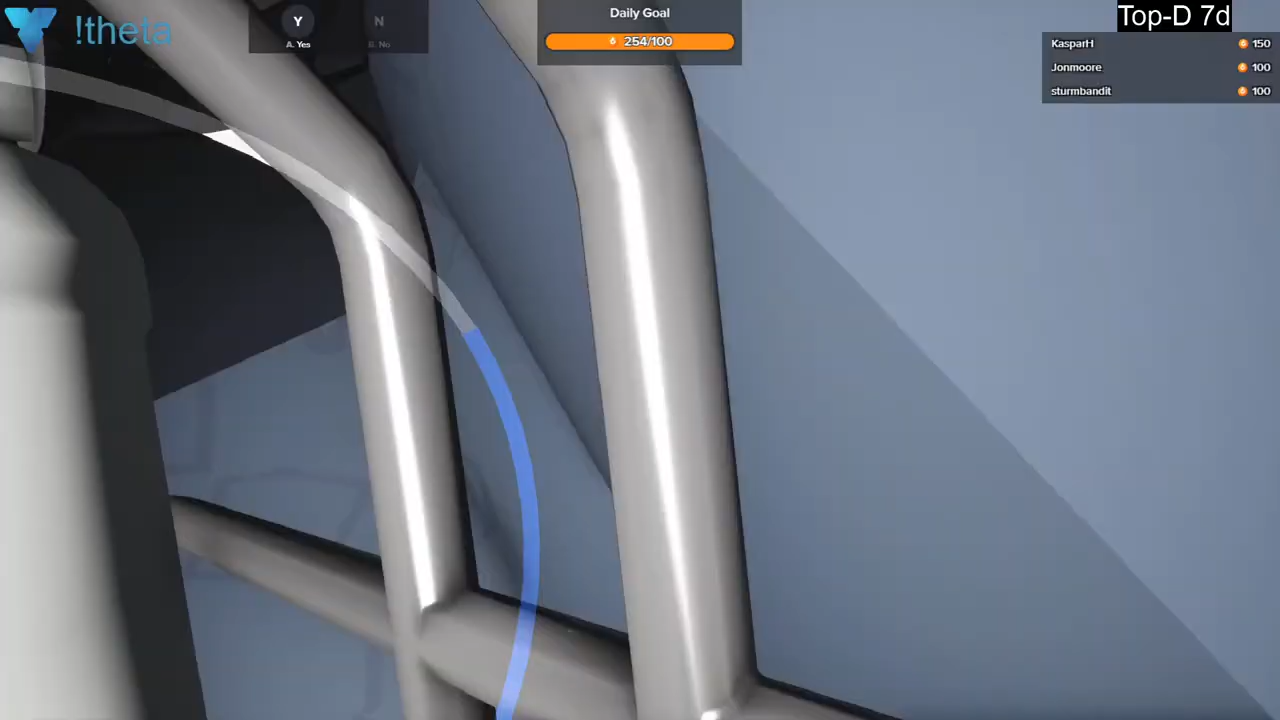 !theta
Y
N
A. Yes
B. No
Daily Goal
254/100
Top-D 7d
KasparH 150
Jonmoore 100
sturmbandit 100